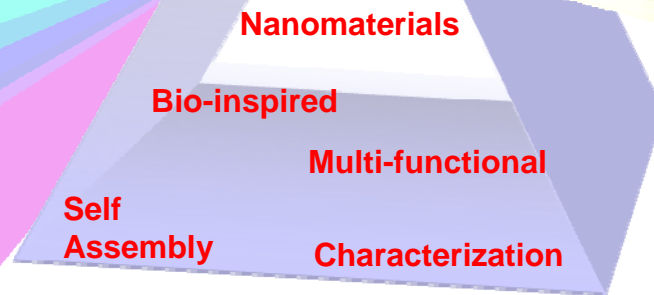 Nanomaterials
Bio-inspired
Multi-functional
Self
Assembly
Characterization